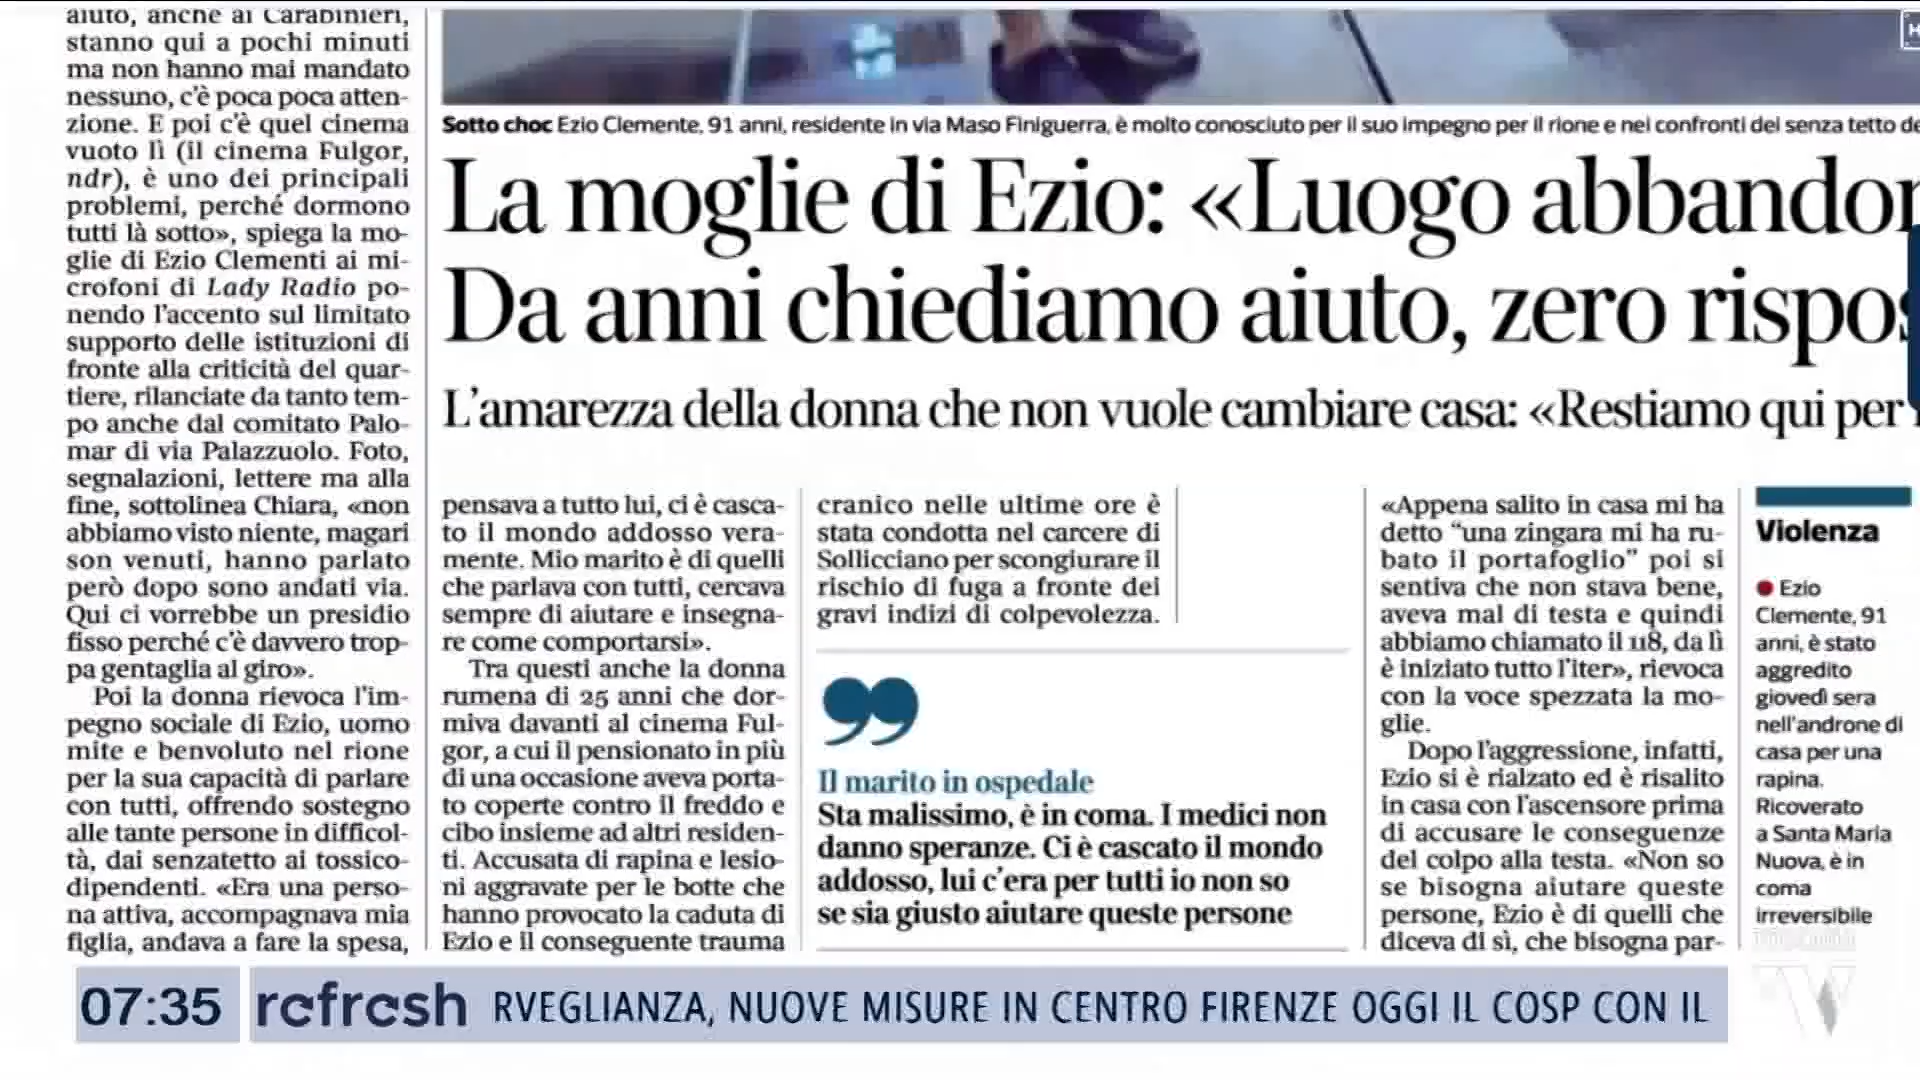 aiuto, anche ai Carabinieri,
stanno qui a pochi minuti
ma non hanno mai mandato
nessuno, c'è poca poca atten-
zione. E poi c'è quel cinema
vuoto lì (il cinema Fulgor,
ndr), è uno dei principali
problemi, perché dormono
tutti là sotto», spiega la mo-
glie di Ezio Clementi ai mi-
crofoni di Lady Radio po-
nendo l'accento sul limitato
supporto delle istituzioni di
fronte alla criticità del quar-
tiere, rilanciate da tanto tem-
po anche dal comitato Palo-
mar di via Palazzuolo. Foto,
segnalazioni, lettere ma alla
fine, sottolinea Chiara, «non
abbiamo visto niente, magari
son venuti, hanno parlato
però dopo sono andati via.
Qui ci vorrebbe un presidio
fisso perché c'è davvero trop-
pa gentaglia al giro».
Poi la donna rievoca l'im-
pegno sociale di Ezio, uomo
mite e benvoluto nel rione
per la sua capacità di parlare
con tutti, offrendo sostegno
alle tante persone in difficol-
tà, dai senzatetto ai tossico-
dipendenti. «Era una perso-
na attiva, accompagnava mia
figlia, andava a fare la spesa,
Sotto choc Ezio Clemente, 91 anni, residente in via Maso Finiguerra, è molto conosciuto per il suo impegno per il rione e nei confronti dei senza tetto de
La moglie di Ezio: «Luogo abbandon
Da anni chiediamo aiuto, zero rispos
L'amarezza della donna che non vuole cambiare casa: «Restiamo qui per
pensava a tutto lui, ci è casca-
to il mondo addosso vera-
mente. Mio marito è di quelli
che parlava con tutti, cercava
sempre di aiutare e insegna-
re come comportarsi».
Tra questi anche la donna
rumena di 25 anni che dor-
miva davanti al cinema Ful-
gor, a cui il pensionato in più
di una occasione aveva porta-
to coperte contro il freddo e
cibo insieme ad altri residen-
ti. Accusata di rapina e lesio-
ni aggravate per le botte che
hanno provocato la caduta di
Ezio e il conseguente trauma
cranico nelle ultime ore è
stata condotta nel carcere di
Sollicciano per scongiurare il
rischio di fuga a fronte dei
gravi indizi di colpevolezza.
Il marito in ospedale
Sta malissimo, è in coma. I medici non
danno speranze. Ci è cascato il mondo
addosso, lui c'era per tutti io non so
se sia giusto aiutare queste persone
«Appena salito in casa mi ha
detto "una zingara mi ha ru-
bato il portafoglio" poi si
sentiva che non stava bene,
aveva mal di testa e quindi
abbiamo chiamato il 118, da lì
è iniziato tutto l'iter», rievoca
con la voce spezzata la mo-
glie.
Dopo l'aggressione, infatti,
Ezio si è rialzato ed è risalito
in casa con l'ascensore prima
di accusare le conseguenze
del colpo alla testa. «Non so
se bisogna aiutare queste
persone, Ezio è di quelli che
diceva di sì, che bisogna par-
Violenza
Ezio
Clemente, 91
anni, è stato
aggredito
giovedì sera
nell'androne di
casa per una
rapina.
Ricoverato
a Santa Maria
Nuova, è in
coma
irreversibile
07:35
refresh
RVEGLIANZA, NUOVE MISURE IN CENTRO FIRENZE OGGI IL COSP CON IL